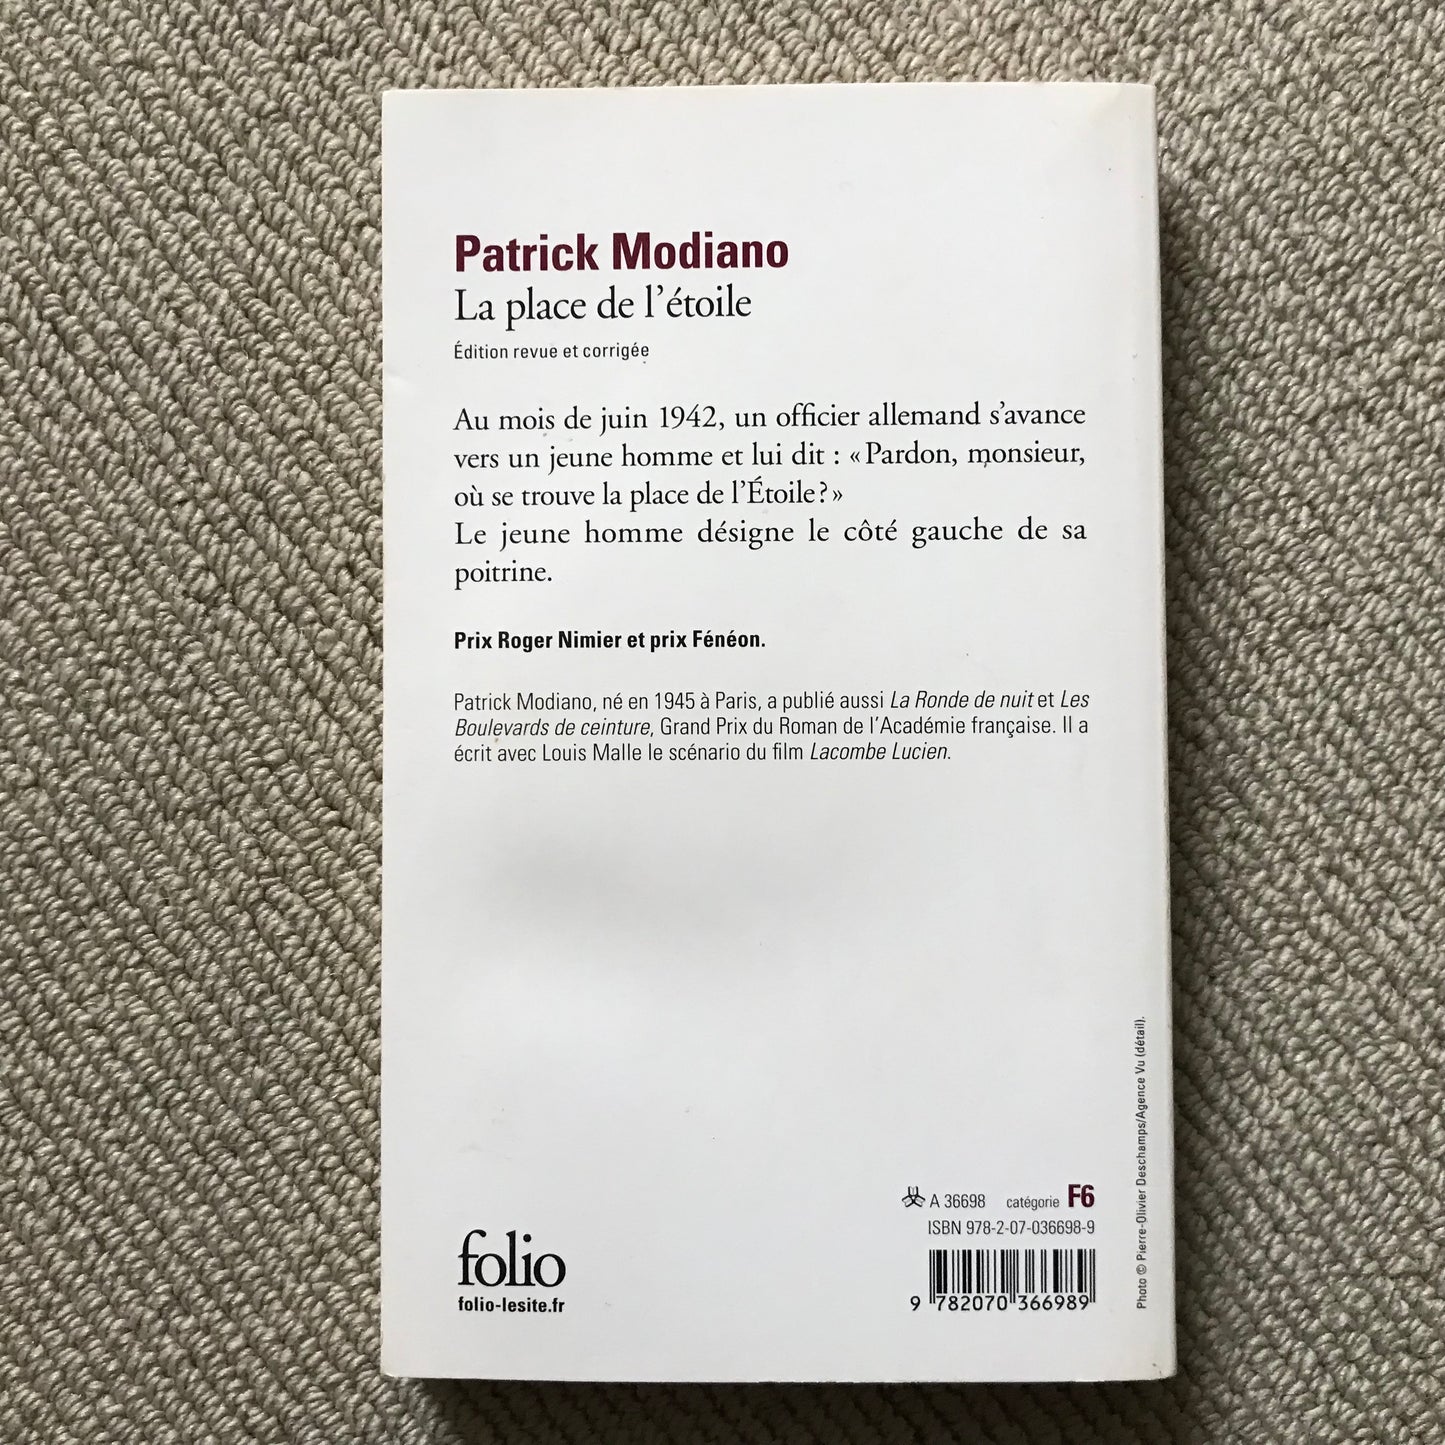 Patrick Modiano
La place de l'étoile
Édition revue et corrigée
Au mois de juin 1942, un officier allemand s'avance
vers un jeune homme et lui dit : « Pardon, monsieur,
où se trouve la place de l'Étoile ? »
Le jeune homme désigne le côté gauche de sa
poitrine.
Prix Roger Nimier et prix Fénéon.
Patrick Modiano, né en 1945 à Paris, a publié aussi La Ronde de nuit et Les
Boulevards de ceinture, Grand Prix du Roman de l'Académie française. Il a
écrit avec Louis Malle le scénario du film Lacombe Lucien.
folio
folio-lesite.fr
A 36698 catégorie F6
ISBN 978-2-07-036698-9
9 782070 366989
Photo © Pierre-Olivier Deschamps/Agence Vu (détail).